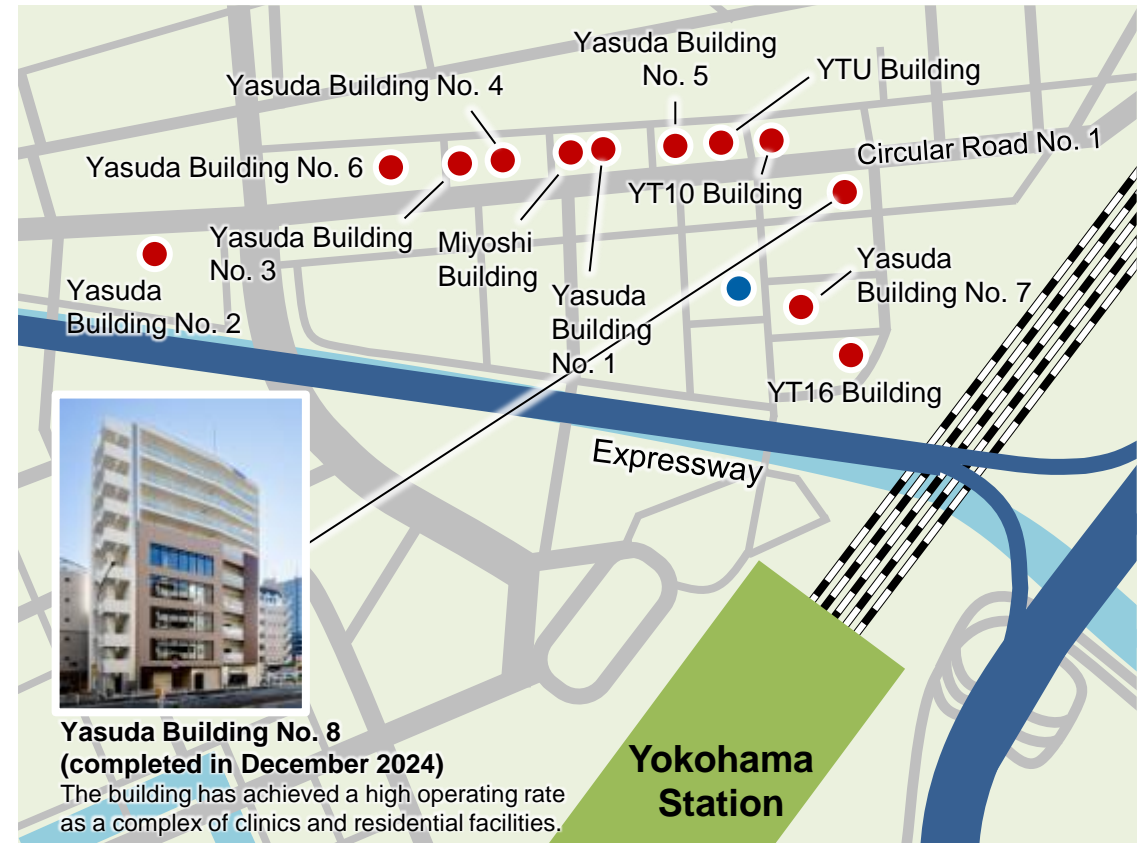 Yasuda Building
No. 5
YTU Building
Yasuda Building No. 4
Circular Road No. 1
Yasuda Building No. 6
YT10 Building
Yasuda Building
No. 3
Miyoshi
Building
Yasuda
Building No. 7
Yasuda
Building No. 2
Yasuda
Building
No. 1
YT16 Building
Expressway
Yokohama
Station
Yasuda Building No. 8
(completed in December 2024)
The building has achieved a high operating rate
as a complex of clinics and residential facilities.